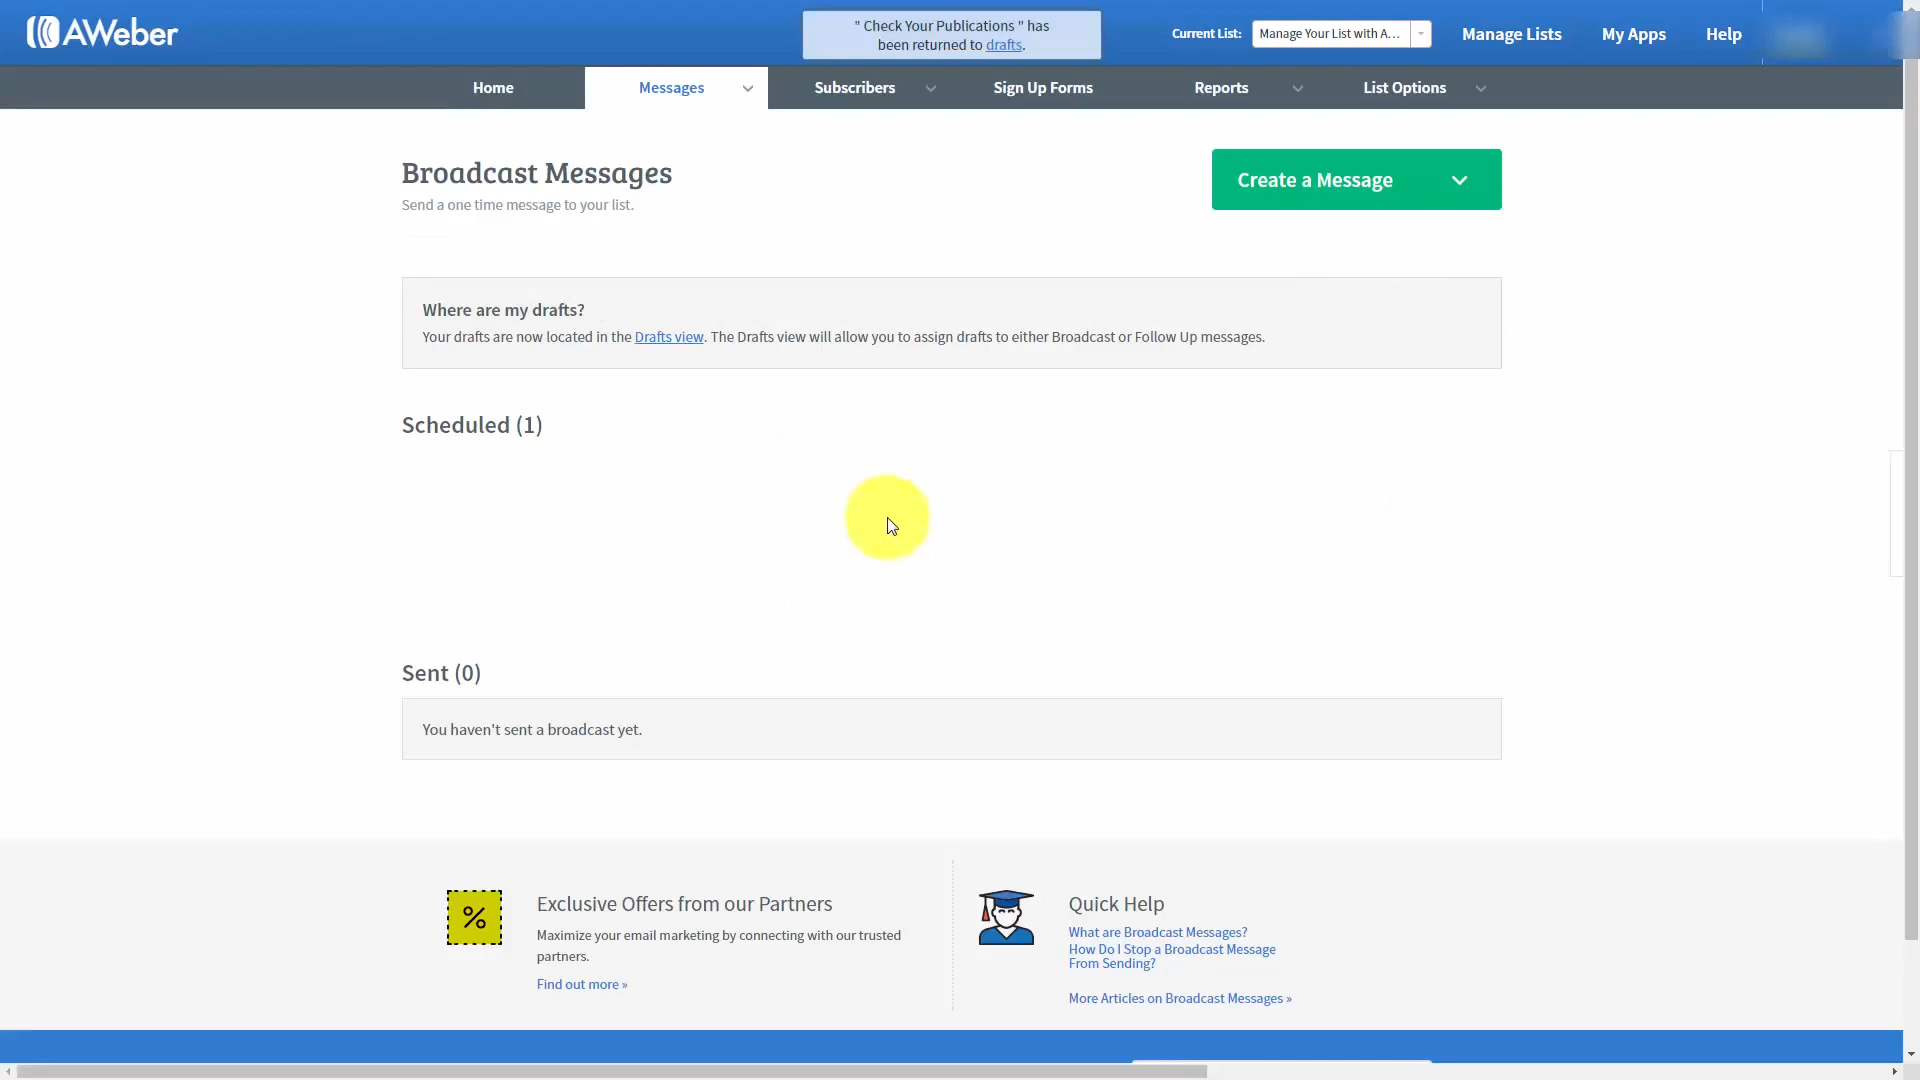 AWeber
" Check Your Publications " has
been returned to drafts.
Current List:
Manage Your List with A...
Manage Lists
My Apps
Help
Home
Messages
Subscribers
Sign Up Forms
Reports
List Options
Broadcast Messages
Send a one time message to your list.
Create a Message
Where are my drafts?
Your drafts are now located in the Drafts view. The Drafts view will allow you to assign drafts to either Broadcast or Follow Up messages.
Scheduled (1)
Sent (0)
You haven't sent a broadcast yet.
%
Exclusive Offers from our Partners
Maximize your email marketing by connecting with our trusted
partners.
Find out more »
Quick Help
What are Broadcast Messages?
How Do I Stop a Broadcast Message
From Sending?
More Articles on Broadcast Messages »